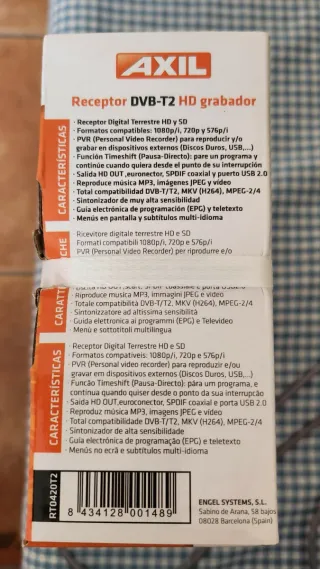 AXIL
Receptor DVB-T2 HD grabador
CARACTERÍSTICAS
· Receptor Digital Terrestre HD y SD
· Formatos compatibles: 1080p/i, 720p y 576p/i
· PVR (Personal Video Recorder) para reproducir y/o
grabar en dispositivos externos (Discos Duros, USB,...)
· Función Timeshift (Pausa-Directo): pare un programa y
continúe cuando quiera desde el punto de su interrupción
· Salida HD OUT ,euroconector, SPDIF coaxial y puerto USB 2.0
· Reproduce música MP3, imágenes JPEG y vídeo
· Total compatibilidad DVB-T/T2, MKV (H264), MPEG-2/4
· Sintonizador de muy alta sensibilidad
· Guía electrónica de programación (EPG) y teletexto
· Menús en pantalla y subtítulos multi-idioma
· Ricevitore digitale terrestre HD e SD
Formati compatibili 1080p/i, 720p e 576p/i
PVR (Personal Video Recorder) per riprodurre e/o
· Riproduce musica MP3, immagini JPEG y video
· Totale compatibilità DVB-T/T2, MKV (H264), MPEG-2/4
· Sintonizzatore ad altissima sensibilità
· Guida elettronica ai programmi (EPG) e Televideo
· Menù e sottotitoli multilingua
CARACTERÍSTICAS
· Receptor Digital Terrestre HD e SD
· Formatos compativeis: 1080p/i, 720p e 576p/i
· PVR (Personal video recorder) para reproduzir e/ou
gravar em dispositivos externos (Discos Duros, USB,...)
· Função Timeshift (Pausa-Directo): pára um programa, e
continua quando quiser desde o ponto da sua interrupção
· Saida HD OUT,euroconector, SPDIF coaxial e porta USB 2.0
· Reproduz música MP3, imagens JPEG y vídeo
· Total compatibilidade DVB-T/T2, MKV (H264), MPEG-2/4
· Sintonizador de alta sensibilidade
· Guía electrónica de programação (EPG) e teletexto
· Menús no ecrã e subtítulos multi-idioma
RT0420T2
8 434128 001489
ENGEL SYSTEMS, S.L.
Sabino de Arana, 58 bajos
08028 Barcelona (Spain)